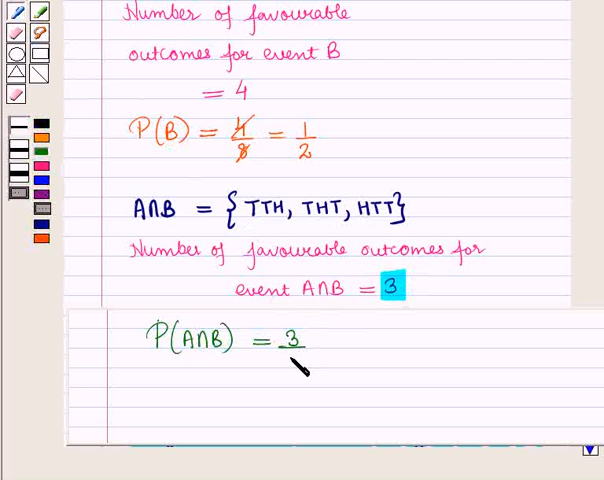 Number of favourable
outcomes for event B
= 4
P(B) = 4/8 = 1/2
A∩B = { TTH, THT, HTT}
Number of favourable outcomes for
event A∩B = 3
P(A∩B) = 3/